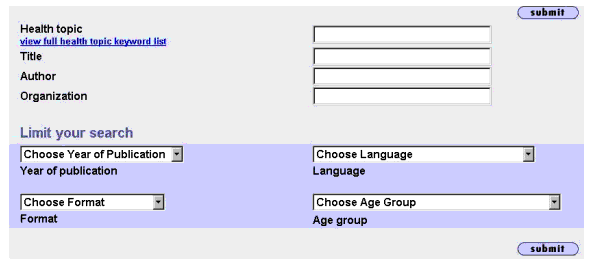 submit
Health topic
view full health topic keyword list
Title
Author
Organization
Limit your search
Choose Year of Publication Choose Language
Year of publication Language
Choose Format Choose Age Group
Format Age group
submit